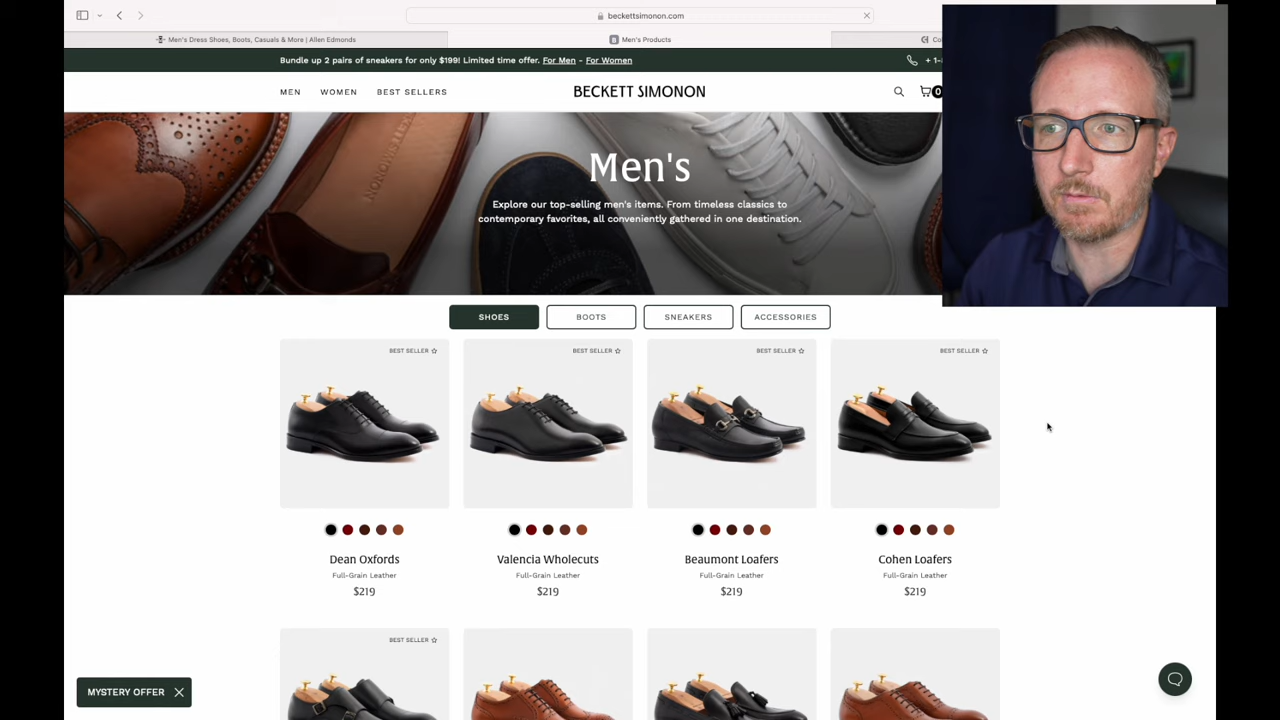 beckettsimonon.com
Men's Dress Shoes, Boots, Casuals & More | Allen Edmonds
Men's Products
Co
Bundle up 2 pairs of sneakers for only $199! Limited time offer. For Men - For Women
+ 1-
MEN
WOMEN
BEST SELLERS
BECKETT SIMONON
0
Men's
Explore our top-selling men's items. From timeless classics to
contemporary favorites, all conveniently gathered in one destination.
SHOES
BOOTS
SNEAKERS
ACCESSORIES
BEST SELLER
BEST SELLER
BEST SELLER
BEST SELLER
Dean Oxfords
Full-Grain Leather
$219
Valencia Wholecuts
Full-Grain Leather
$219
Beaumont Loafers
Full-Grain Leather
$219
Cohen Loafers
Full-Grain Leather
$219
BEST SELLER
MYSTERY OFFER